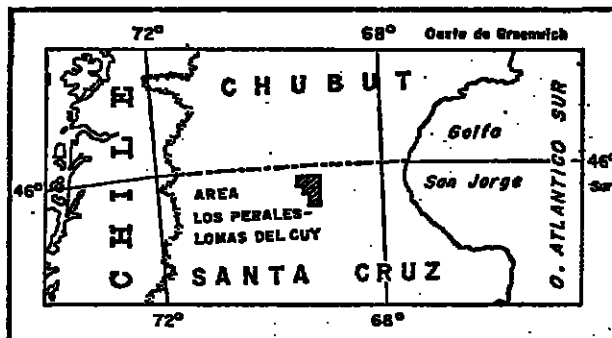 72° 68° Oeste de Greenwich
CHUBUT
CHILE
Golfo
San Jorge
O. ATLANTICO SUR
46° 46°
AREA
LOS PERALES-
LOMAS DEL CUY
SANTA CRUZ
72° 68°